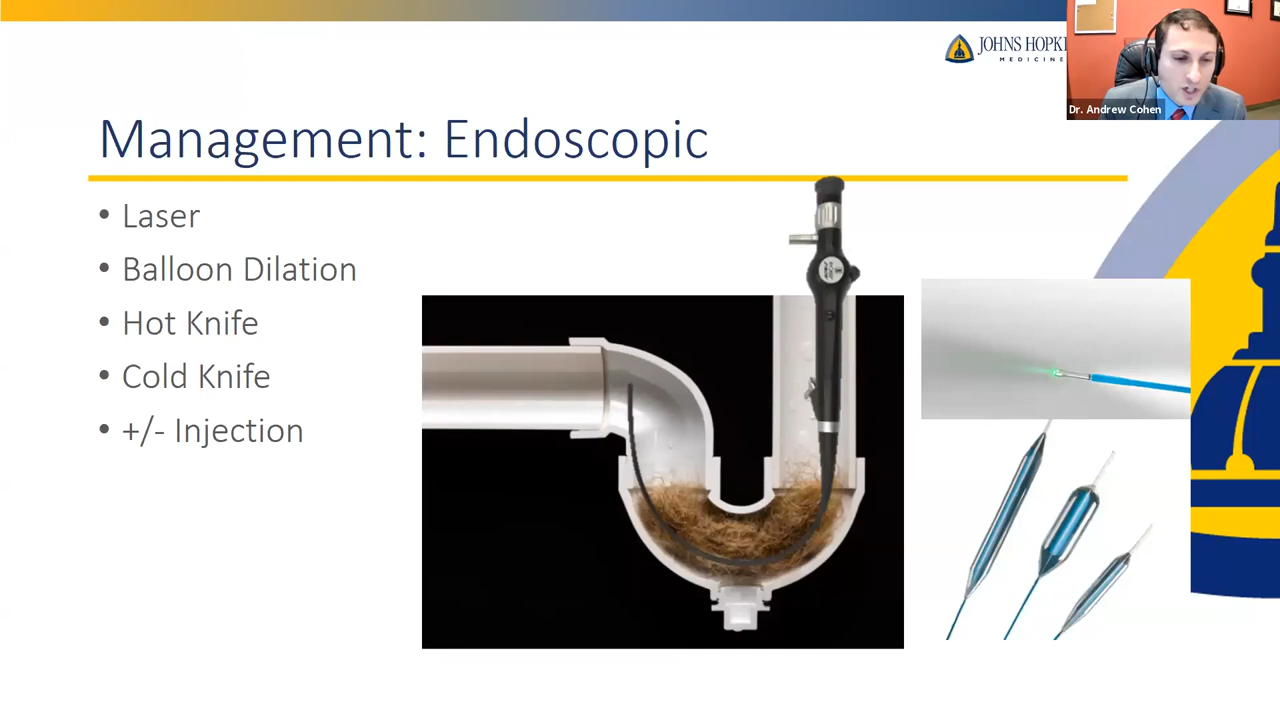 JOHNS HOPKI
MEDICINE
Dr. Andrew Cohen
Management: Endoscopic
• Laser
• Balloon Dilation
• Hot Knife
• Cold Knife
• +/- Injection